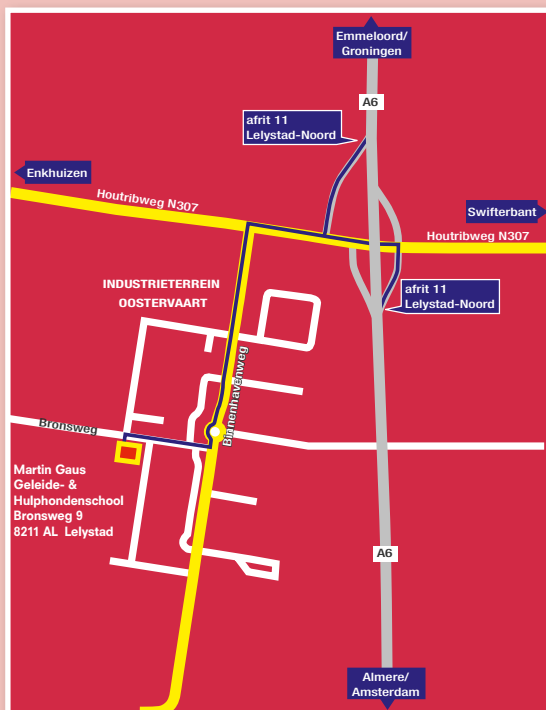 Emmeloord/
Groningen
A6
afrit 11
Lelystad-Noord
Enkhuizen
Houtribweg N307
Swifterbant
Houtribweg N307
INDUSTRIETERREIN
OOSTERVAART
afrit 11
Lelystad-Noord
Binnenhavenweg
Bronsweg
Martin Gaus
Geleide- &
Hulphondenschool
Bronsweg 9
8211 AL Lelystad
A6
Almere/
Amsterdam